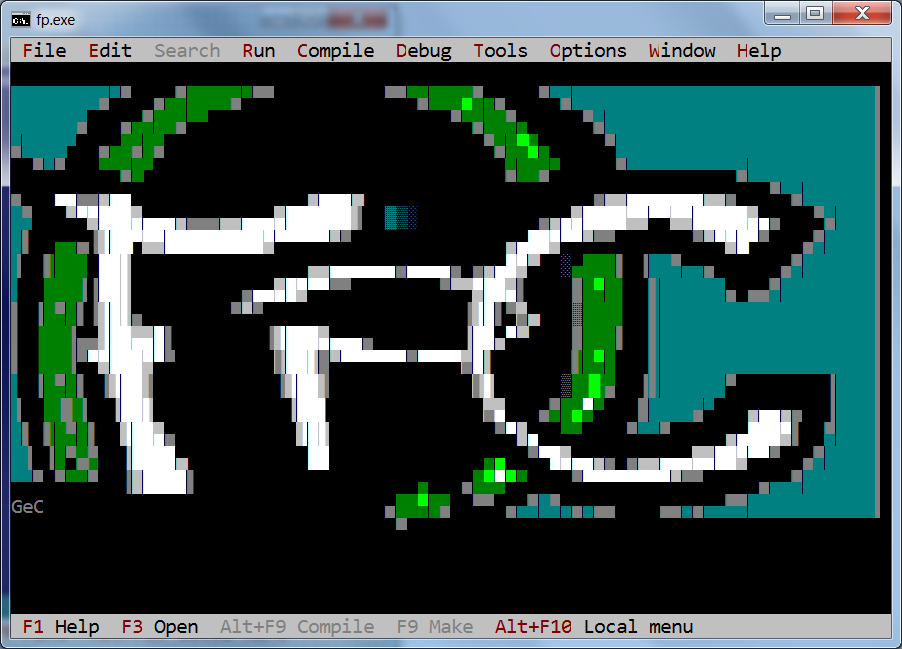 fp.exe
File Edit Search Run Compile Debug Tools Options Window Help
FPC
GeC
F1 Help F3 Open Alt+F9 Compile F9 Make Alt+F10 Local menu